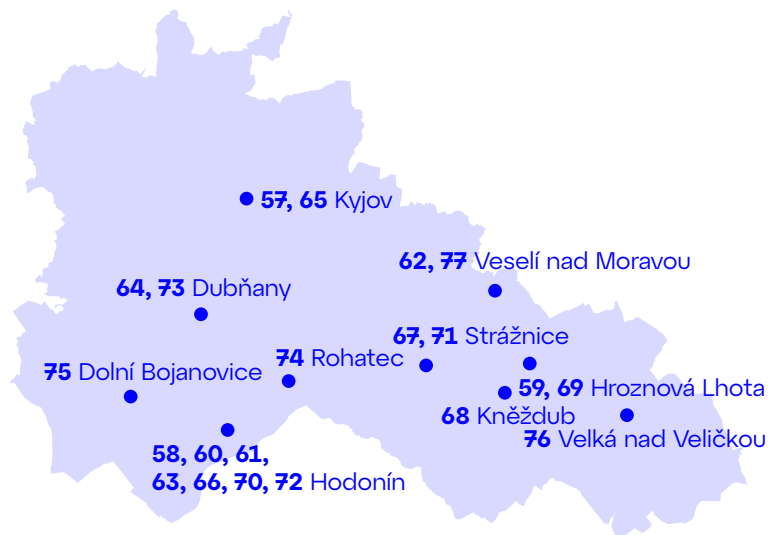 57, 65 Kyjov
62, 77 Veselí nad Moravou
64, 73 Dubňany
67, 71 Strážnice
74 Rohatec
75 Dolní Bojanovice
59, 69 Hroznová Lhota
68 Kněždub
76 Velká nad Veličkou
58, 60, 61,
63, 66, 70, 72 Hodonín